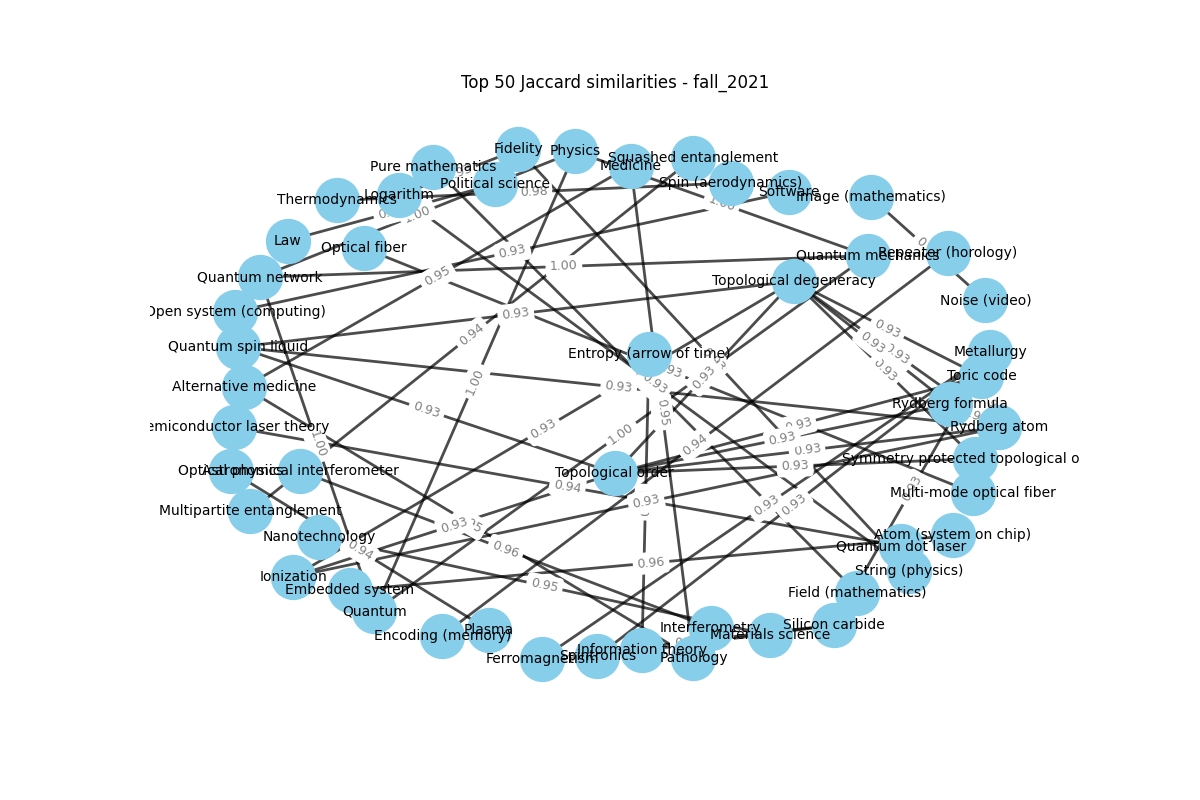 Top 50 Jaccard similarities - fall_2021
Fidelity
Physics
Squashed entanglement
Pure mathematics
Medicine
Political science
Spin (aerodynamics)
Software
Logarithm
Thermodynamics
Image (mathematics)
0.98
1.00
Law
Optical fiber
0.93
Quantum mechanics
Repeater (horology)
1.00
0.95
Quantum network
Topological degeneracy
Noise (video)
Open system (computing)
0.93
0.93
0.94
Quantum spin liquid
0.93
0.93
Metallurgy
Entropy (arrow of time)
0.93
Toric code
0.93
1.00
0.93
Alternative medicine
0.93
Rydberg formula
0.93
0.95
Semiconductor laser theory
0.93
0.93
Rydberg atom
1.00
0.93
1.00
0.94
0.93
Symmetry protected topological o
0.93
Optical physics
Astronomical interferometer
Topological order
0.94
0.93
Multi-mode optical fiber
0.93
0.93
0.93
Multipartite entanglement
0.93
Atom (system on chip)
Nanotechnology
0.94
0.96
Quantum dot laser
0.96
String (physics)
Ionization
0.95
Embedded system
Field (mathematics)
Quantum
Silicon carbide
Plasma
Interferometry
Encoding (memory)
Materials science
Information theory
Ferromagnetism
Spintronics
Pathology